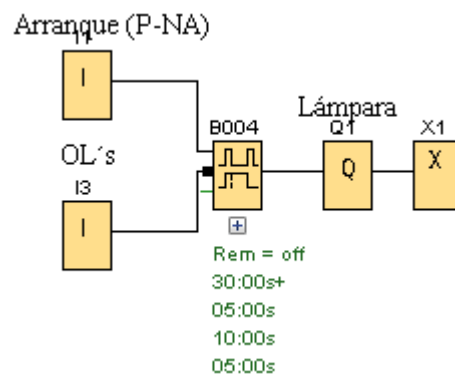 Arranque (P-NA)
I1
I
OL´s
I3
I
B004
Lámpara
Q1
Q
X1
X
Rem = off
30:00s+
05:00s
10:00s
05:00s